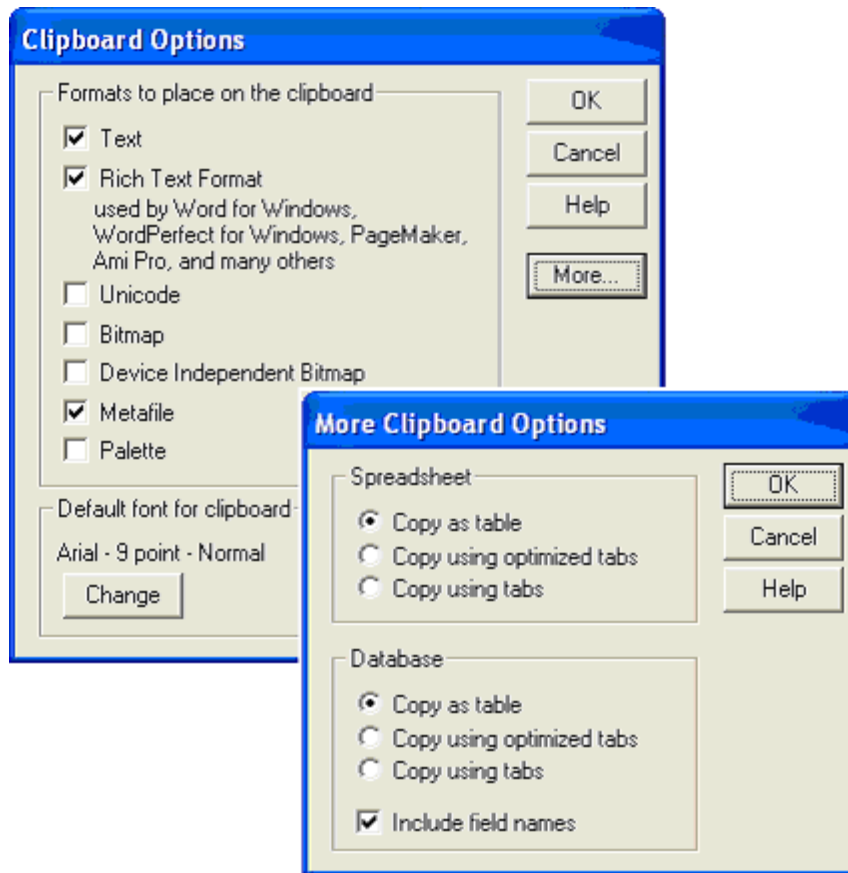 Clipboard Options
Formats to place on the clipboard
Text
Rich Text Format
used by Word for Windows,
WordPerfect for Windows, PageMaker,
Ami Pro, and many others
Unicode
Bitmap
Device Independent Bitmap
Metafile
Palette
Default font for clipboard
Arial - 9 point - Normal
Change
OK
Cancel
Help
More...
More Clipboard Options
Spreadsheet
Copy as table
Copy using optimized tabs
Copy using tabs
Database
Copy as table
Copy using optimized tabs
Copy using tabs
Include field names
OK
Cancel
Help